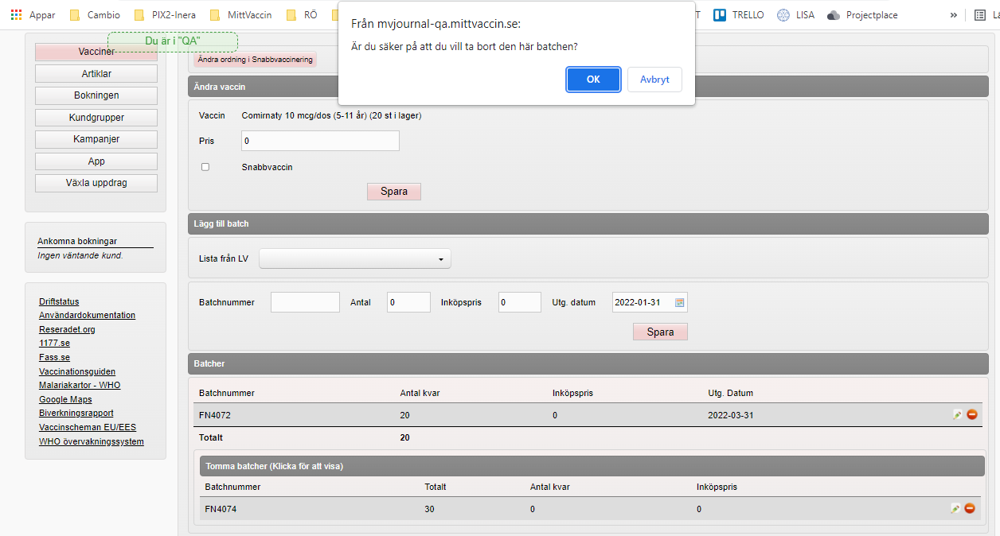 Appar Cambio PIX2-Inera MittVaccin RÖ T TRELLO LISA Projectplace »
Från mvjournal-qa.mittvaccin.se:
Är du säker på att du vill ta bort den här batchen?
OK Avbryt
Du är i "QA"
Vacciner
Artiklar
Bokningen
Kundgrupper
Kampanjer
App
Växla uppdrag
Ankomna bokningar
Ingen väntande kund.
Driftstatus
Användardokumentation
Reseradet.org
1177.se
Fass.se
Vaccinationsguiden
Malariakartor - WHO
Google Maps
Biverkningsrapport
Vaccinscheman EU/EES
WHO övervakningssystem
Ändra ordning i Snabbvaccinering
Ändra vaccin
Vaccin Comirnaty 10 mcg/dos (5-11 år) (20 st i lager)
Pris 0
Snabbvaccin
Spara
Lägg till batch
Lista från LV
Batchnummer Antal 0 Inköpspris 0 Utg. datum 2022-01-31
Spara
Batcher
Batchnummer Antal kvar Inköpspris Utg. Datum
FN4072 20 0 2022-03-31
Totalt 20
Tomma batcher (Klicka för att visa)
Batchnummer Totalt Antal kvar Inköpspris
FN4074 30 0 0